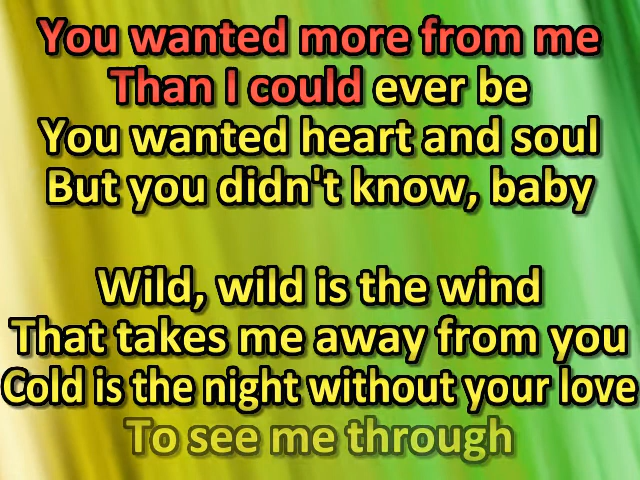 You wanted more from me
Than I could ever be
You wanted heart and soul
But you didn't know, baby
Wild, wild is the wind
That takes me away from you
Cold is the night without your love
To see me through